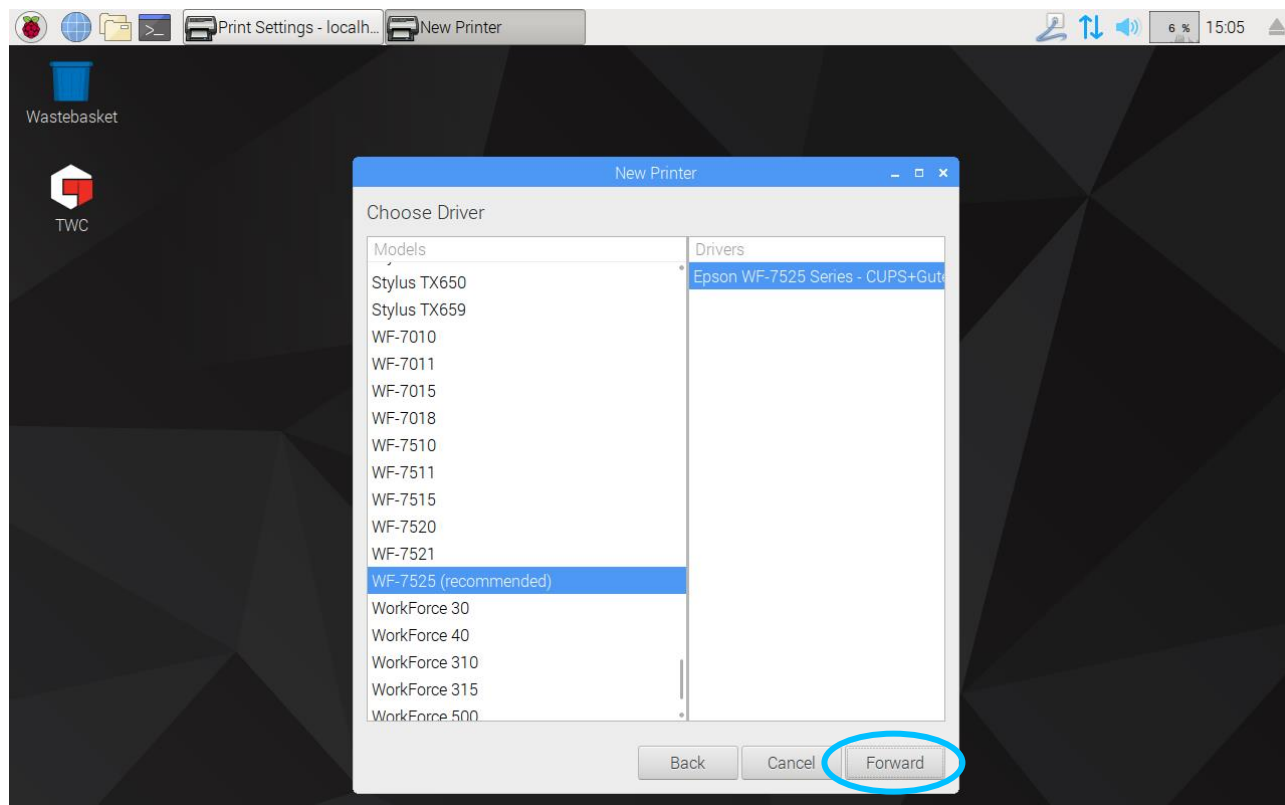 Print Settings - localh...
New Printer
6 %
15:05
Wastebasket
TWC
New Printer
Choose Driver
Models
Drivers
Stylus TX650
Epson WF-7525 Series - CUPS+Gute
Stylus TX659
WF-7010
WF-7011
WF-7015
WF-7018
WF-7510
WF-7511
WF-7515
WF-7520
WF-7521
WF-7525 (recommended)
WorkForce 30
WorkForce 40
WorkForce 310
WorkForce 315
WorkForce 500
Back
Cancel
Forward